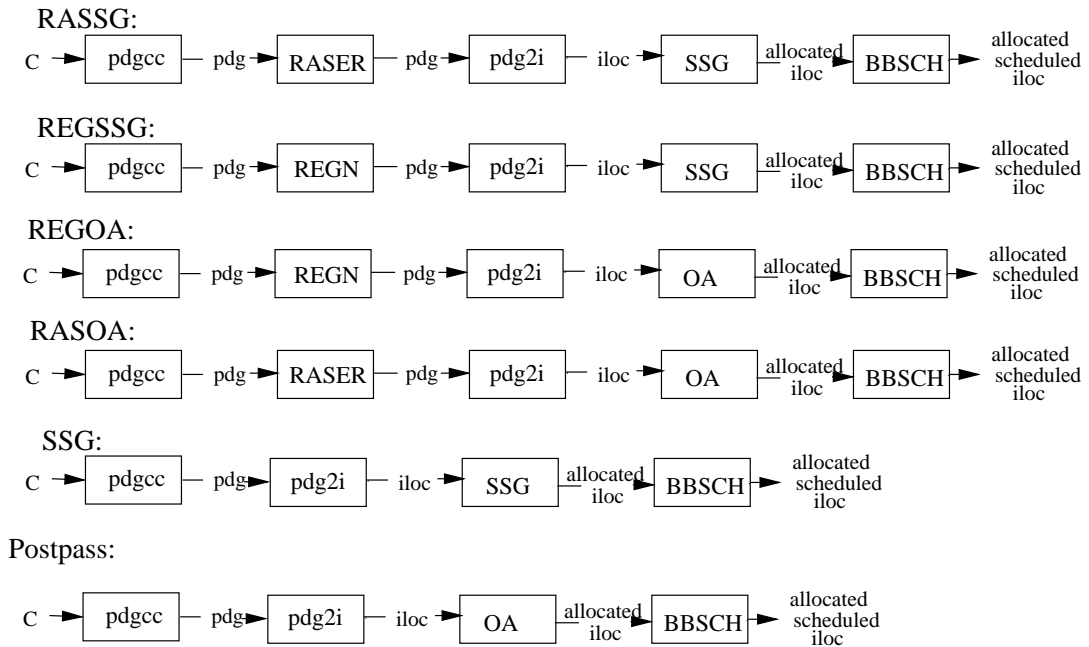 RASSG:
C pdgcc pdg RASER pdg pdg2i iloc SSG allocated iloc BBSCH allocated scheduled iloc
REGSSG:
C pdgcc pdg REGN pdg pdg2i iloc SSG allocated iloc BBSCH allocated scheduled iloc
REGOA:
C pdgcc pdg REGN pdg pdg2i iloc OA allocated iloc BBSCH allocated scheduled iloc
RASOA:
C pdgcc pdg RASER pdg pdg2i iloc OA allocated iloc BBSCH allocated scheduled iloc
SSG:
C pdgcc pdg pdg2i iloc SSG allocated iloc BBSCH allocated scheduled iloc
Postpass:
C pdgcc pdg pdg2i iloc OA allocated iloc BBSCH allocated scheduled iloc